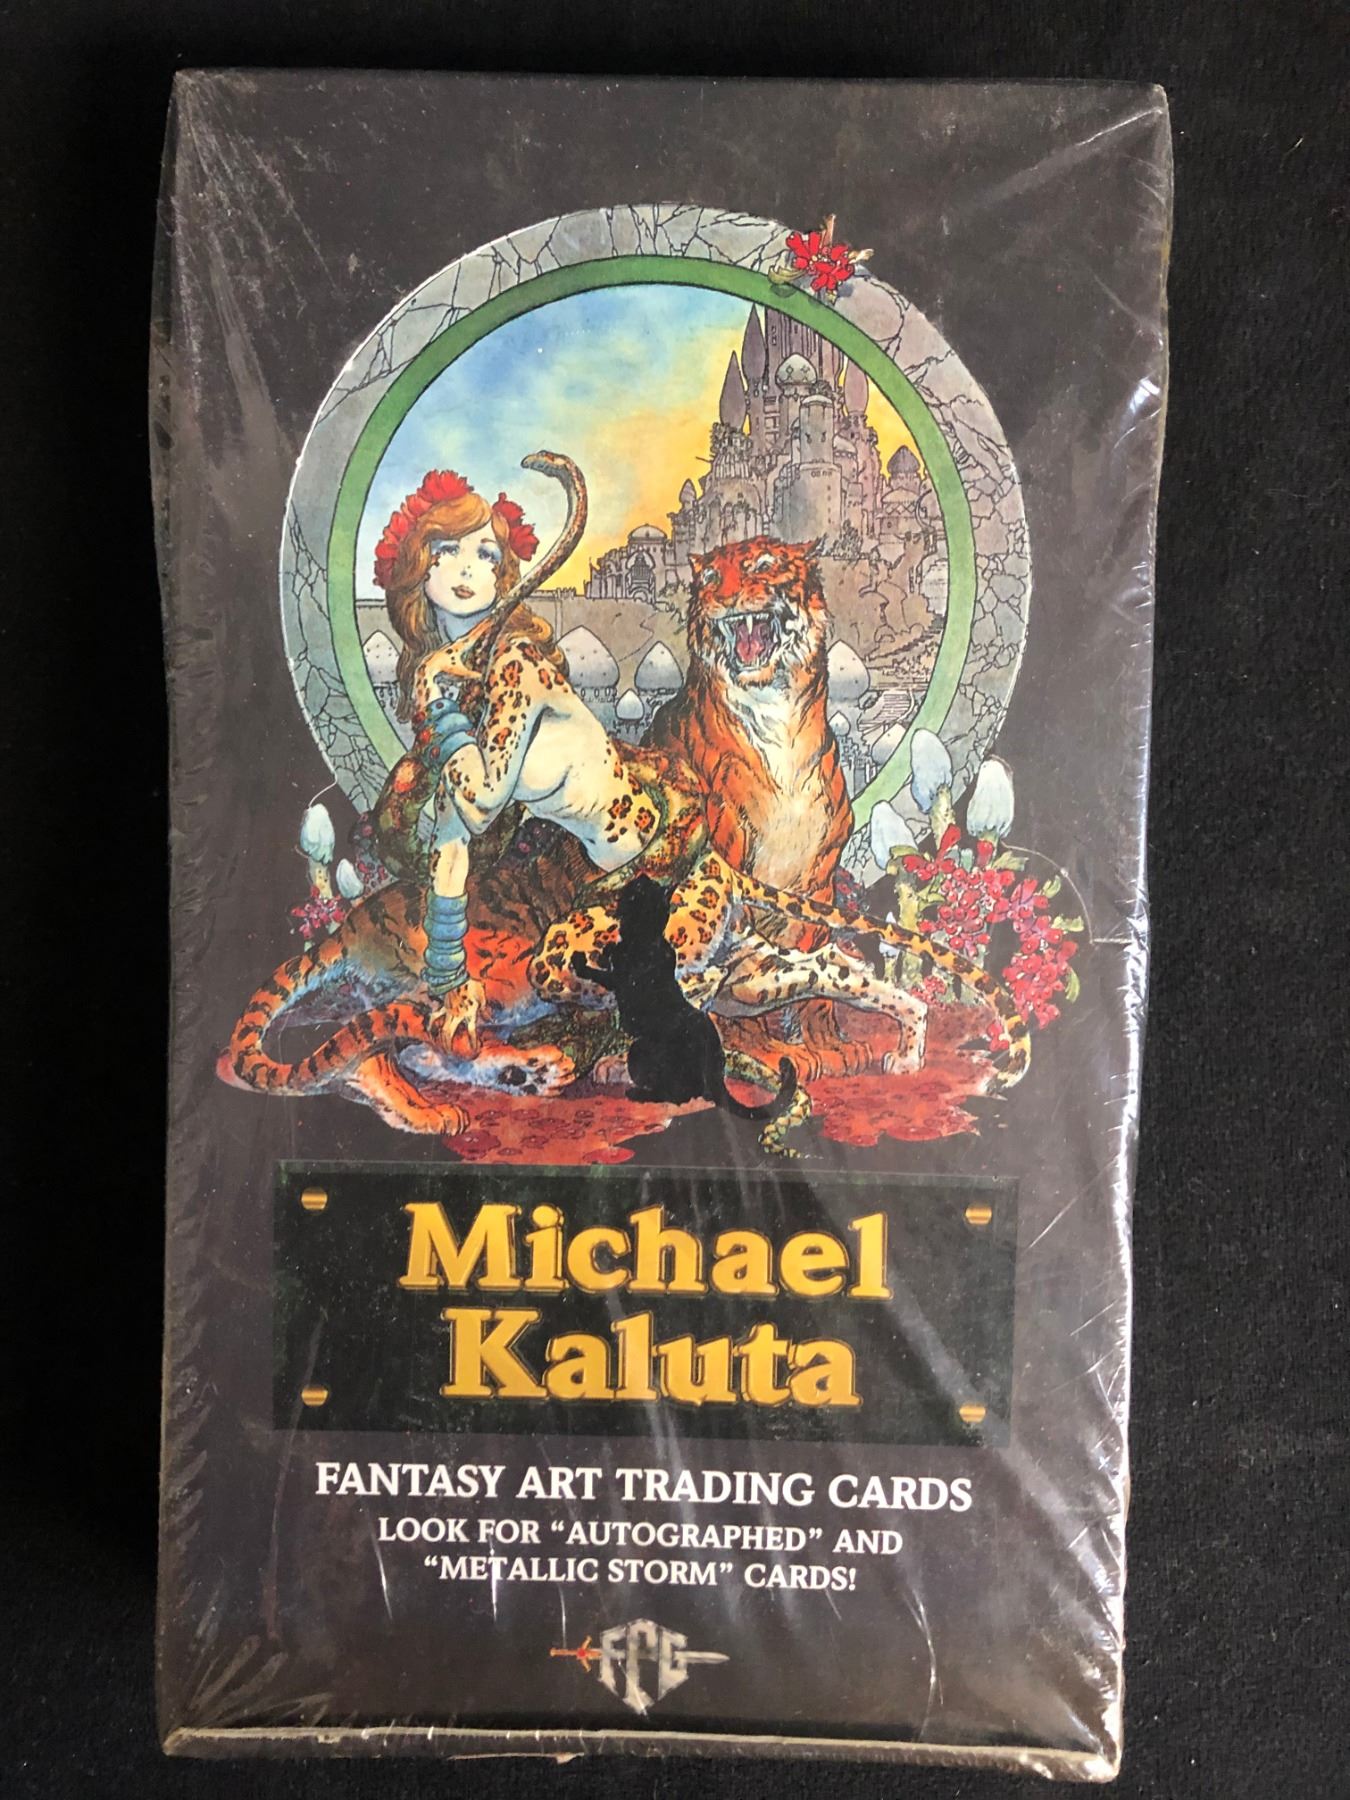 Michael
Kaluta
FANTASY ART TRADING CARDS
LOOK FOR “AUTOGRAPHED” AND
“METALLIC STORM” CARDS!
FPG